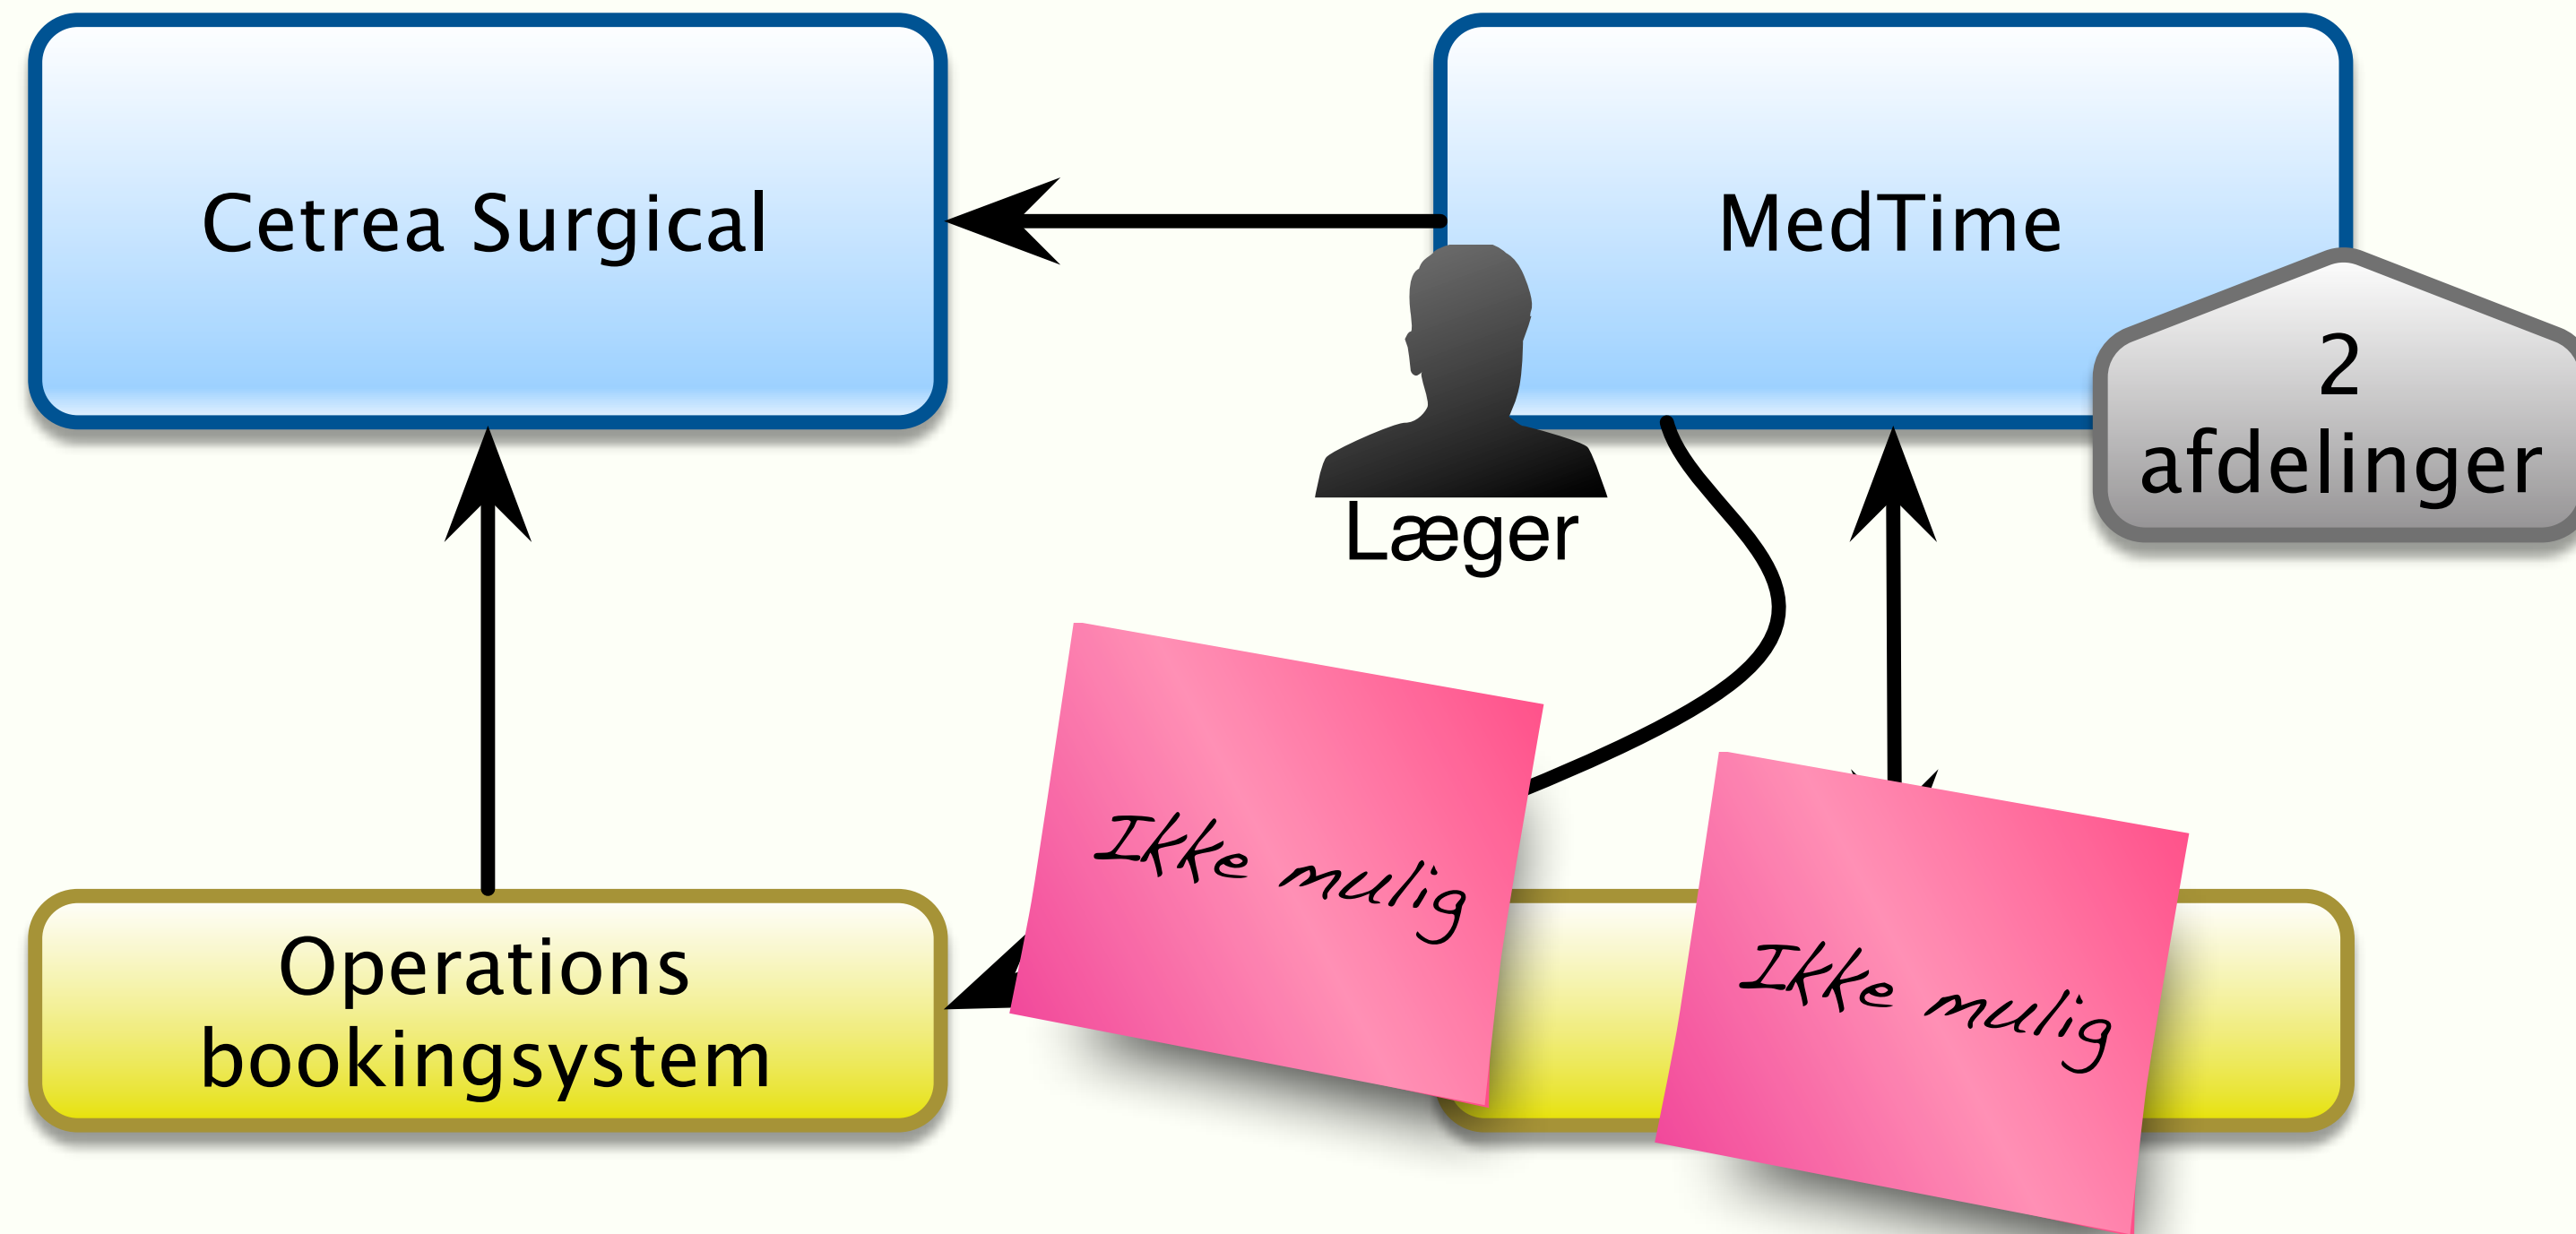 Cetrea Surgical
MedTime
2
afdelinger
Læger
Ikke mulig
Ikke mulig
Operations
bookingsystem